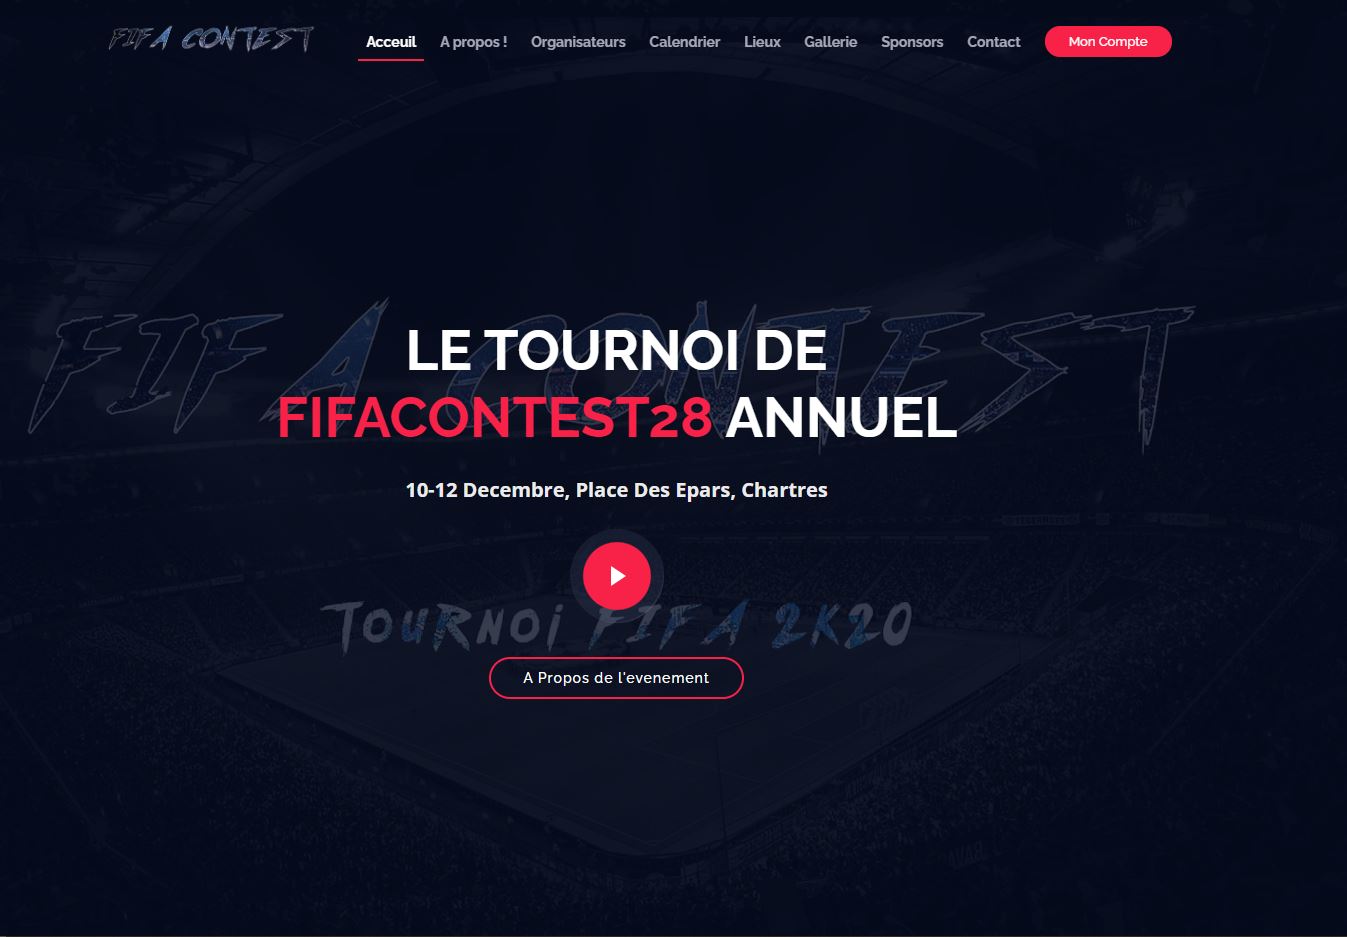 FIFA CONTEST
Acceuil A propos ! Organisateurs Calendrier Lieux Gallerie Sponsors Contact Mon Compte
FIFA CONTEST
LE TOURNOI DE
FIFACONTEST28 ANNUEL
10-12 Decembre, Place Des Epars, Chartres
TOURNOI FIFA 2K20
A Propos de l'evenement